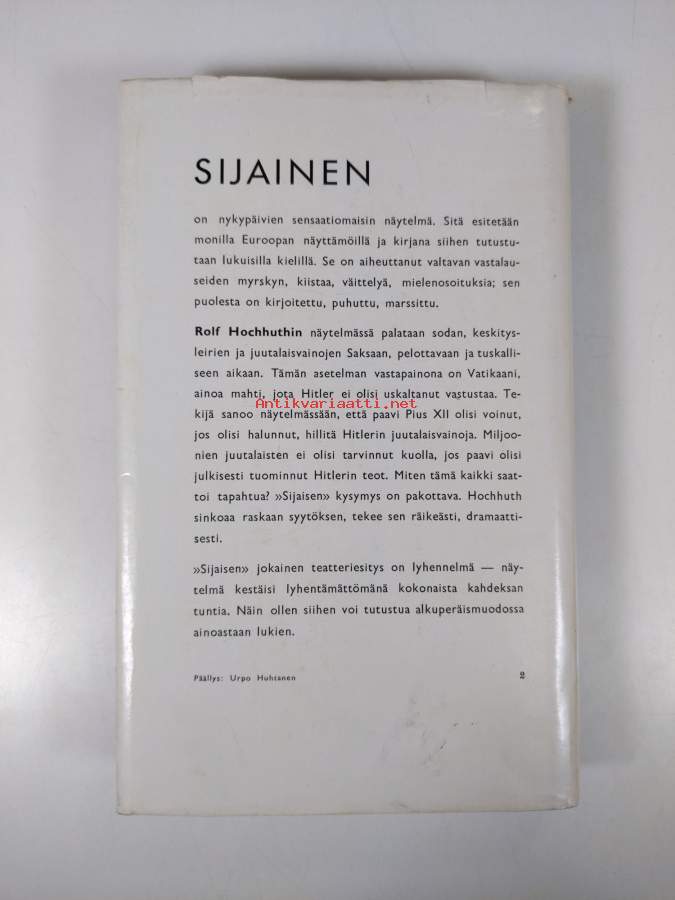 SIJAINEN
on nykypäivien sensaatiomaisin näytelmä. Sitä esitetään
monilla Euroopan näyttämöillä ja kirjana siihen tutustu-
taan lukuisilla kielillä. Se on aiheuttanut valtavan vastalau-
seiden myrskyn, kiistaa, väittelyä, mielenosoituksia; sen
puolesta on kirjoitettu, puhuttu, marssittu.
Rolf Hochhuthin näytelmässä palataan sodan, keskitys-
leirien ja juutalaisvainojen Saksaan, pelottavaan ja tuskalli-
seen aikaan. Tämän asetelman vastapainona on Vatikaani,
ainoa mahti, jota Hitler ei olisi uskaltanut vastustaa. Te-
Antikvariaatti.net
kijä sanoo näytelmässään, että paavi Pius XII olisi voinut,
jos olisi halunnut, hillitä Hitlerin juutalaisvainoja. Miljoo-
nien juutalaisten ei olisi tarvinnut kuolla, jos paavi olisi
julkisesti tuominnut Hitlerin teot. Miten tämä kaikki saat-
toi tapahtua? »Sijaisen» kysymys on pakottava. Hochhuth
sinkoaa raskaan syytöksen, tekee sen räikeästi, dramaatti-
sesti.
»Sijaisen» jokainen teatteriesitys on lyhennelmä — näy-
telmä kestäisi lyhentämättömänä kokonaista kahdeksan
tuntia. Näin ollen siihen voi tutustua alkuperäismuodossa
ainoastaan lukien.
Päällys: Urpo Huhtanen